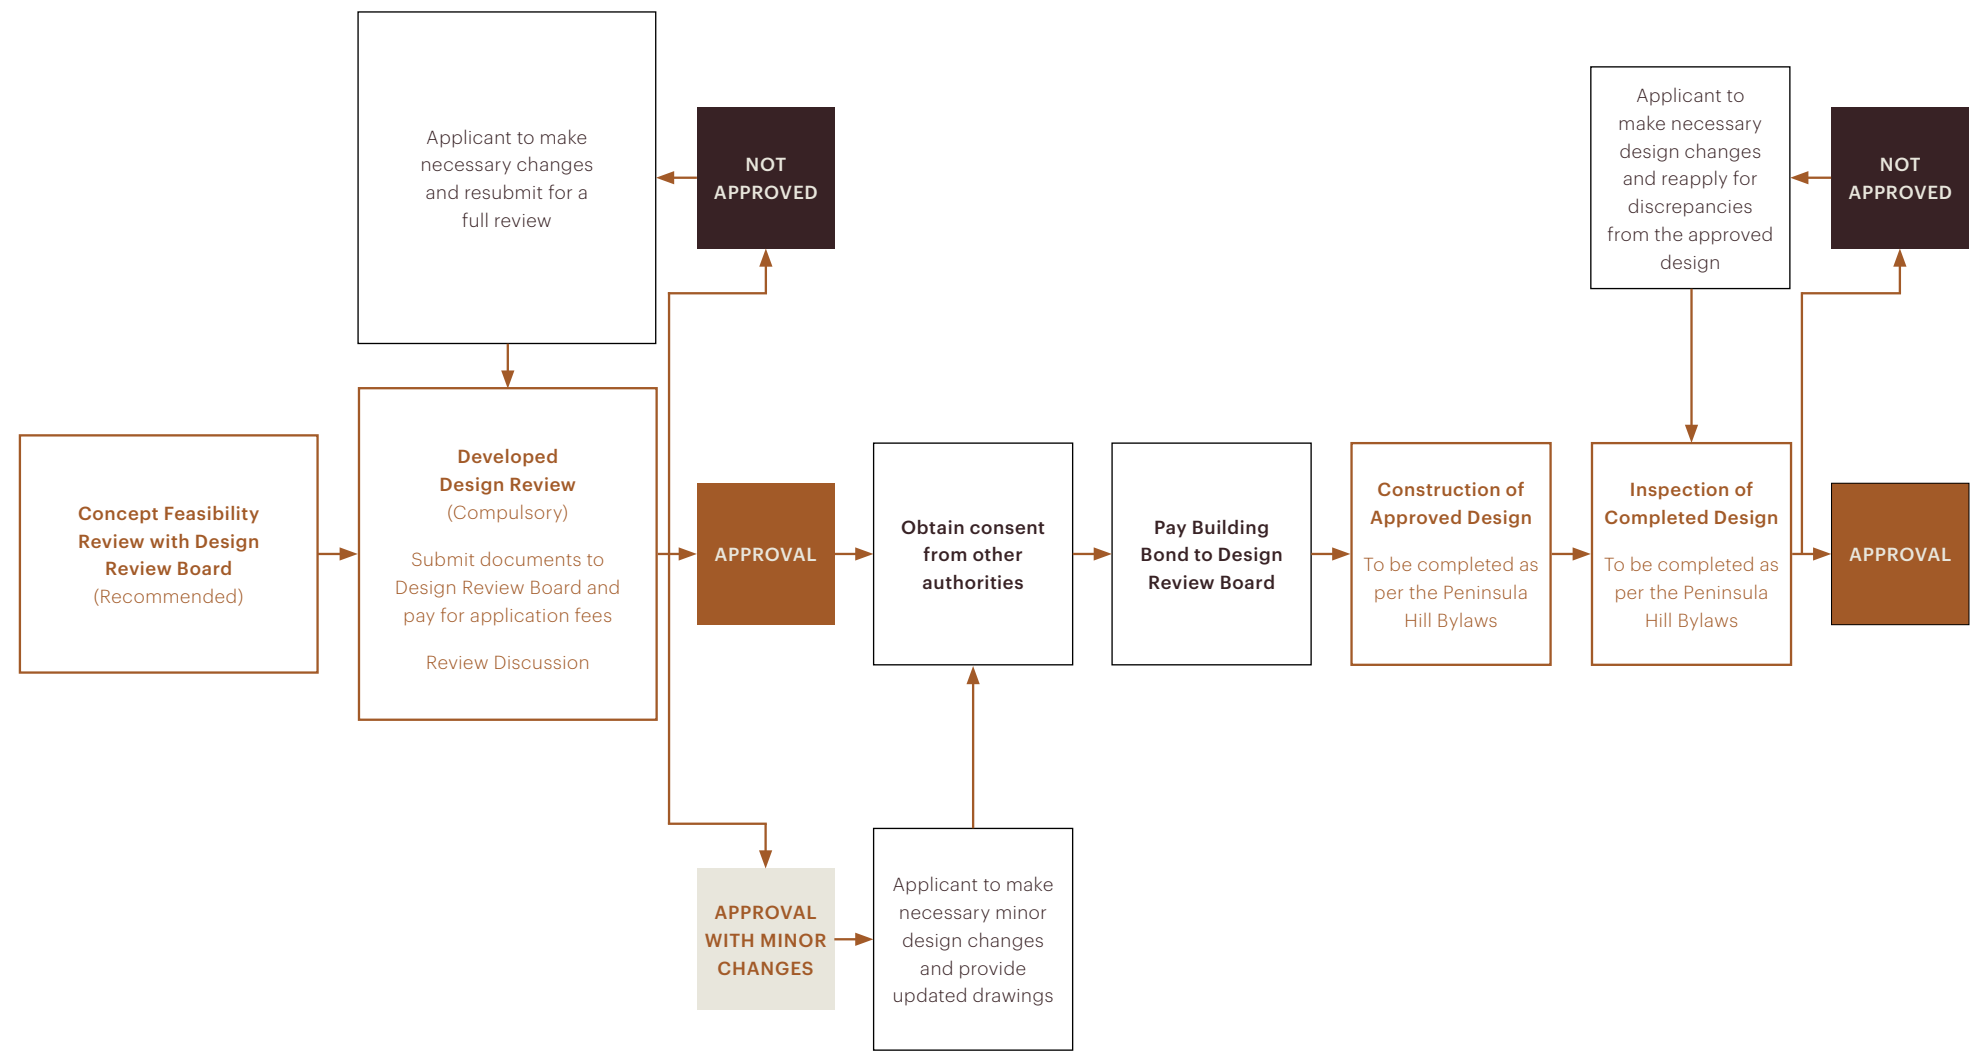 Applicant to make
necessary changes
and resubmit for a
full review
NOT
APPROVED
Applicant to
make necessary
design changes
and reapply for
discrepancies
from the approved
design
NOT
APPROVED
Concept Feasibility
Review with Design
Review Board
(Recommended)
Developed
Design Review
(Compulsory)
Submit documents to
Design Review Board and
pay for application fees
Review Discussion
APPROVAL
Obtain consent
from other
authorities
Pay Building
Bond to Design
Review Board
Construction of
Approved Design
To be completed as
per the Peninsula
Hill Bylaws
Inspection of
Completed Design
To be completed as
per the Peninsula
Hill Bylaws
APPROVAL
APPROVAL
WITH MINOR
CHANGES
Applicant to make
necessary minor
design changes
and provide
updated drawings